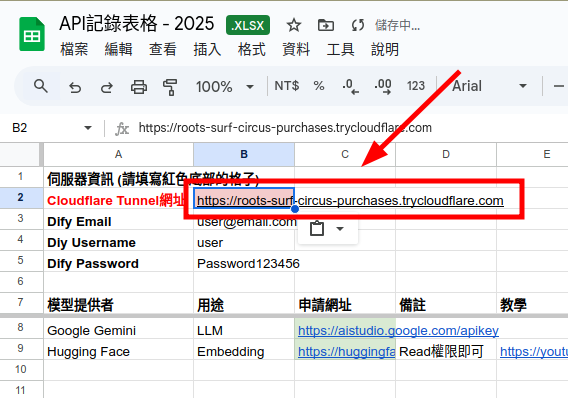 API記錄表格 - 2025 .XLSX 儲存中...
檔案 編輯 查看 插入 格式 資料 工具 說明
100% NT$ % .0 .00 123 Arial
B2 fx https://roots-surf-circus-purchases.trycloudflare.com
A B C D E
1 伺服器資訊 (請填寫紅色底部的格子)
2 Cloudflare Tunnel網址 https://roots-surf-circus-purchases.trycloudflare.com
3 Dify Email user@email.com
4 Diy Username user
5 Dify Password Password123456
6
7 模型提供者 用途 申請網址 備註 教學
8 Google Gemini LLM https://aistudio.google.com/apikey
9 Hugging Face Embedding https://huggingfa Read權限即可 https://youtu
10
11